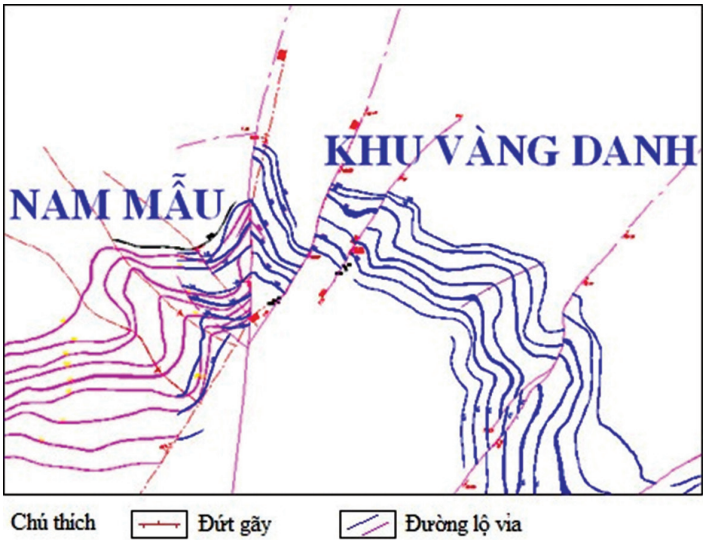 KHU VÀNG DANH
NAM MẪU
Chú thích Đứt gãy Đường lộ vỉa